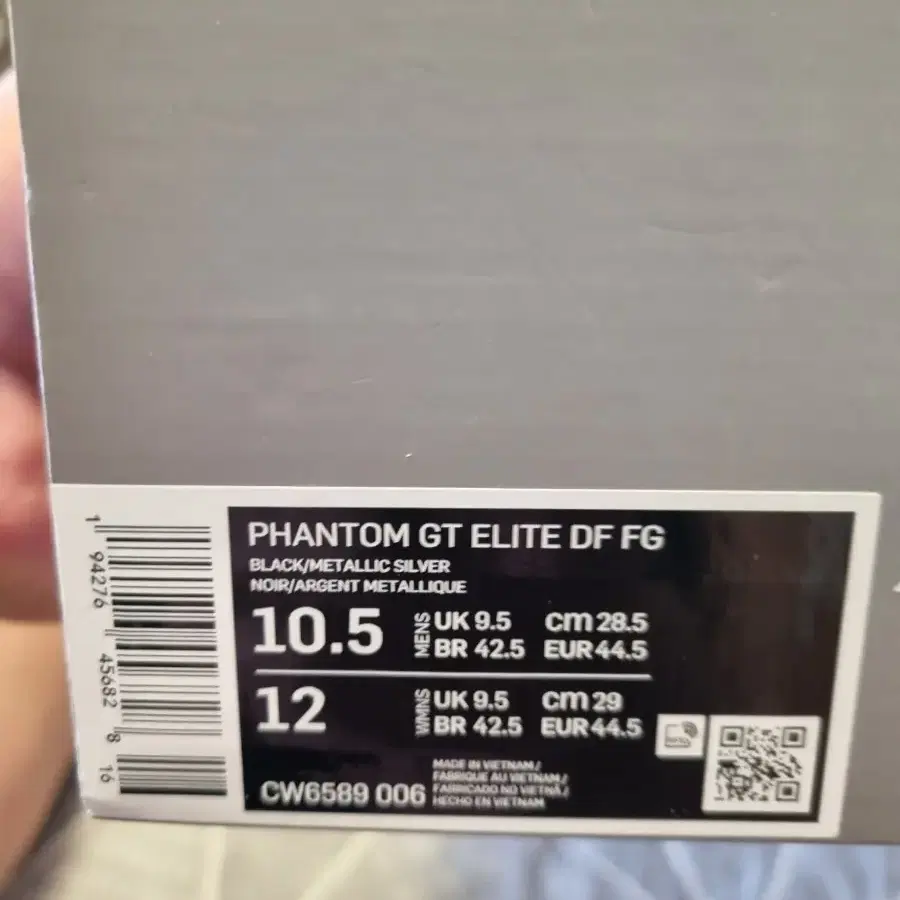 PHANTOM GT ELITE DF FG
BLACK/METALLIC SILVER
NOIR/ARGENT METALLIQUE
10.5 MENS UK 9.5 cm 28.5
BR 42.5 EUR 44.5
12 WMNS UK 9.5 cm 29
BR 42.5 EUR 44.5
CW6589 006
MADE IN VIETNAM /
FABRIQUE AU VIETNAM /
FABRICADO NO VIETNÃ /
HECHO EN VIETNAM
1 94276 45682 8 16